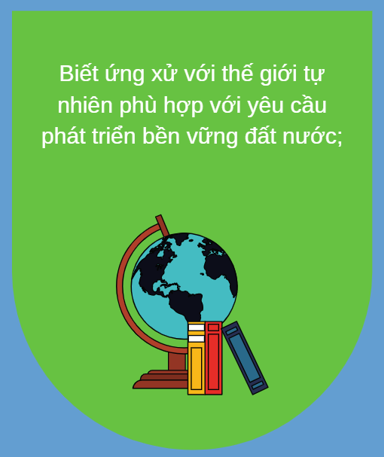 Biết ứng xử với thế giới tự
nhiên phù hợp với yêu cầu
phát triển bền vững đất nước;